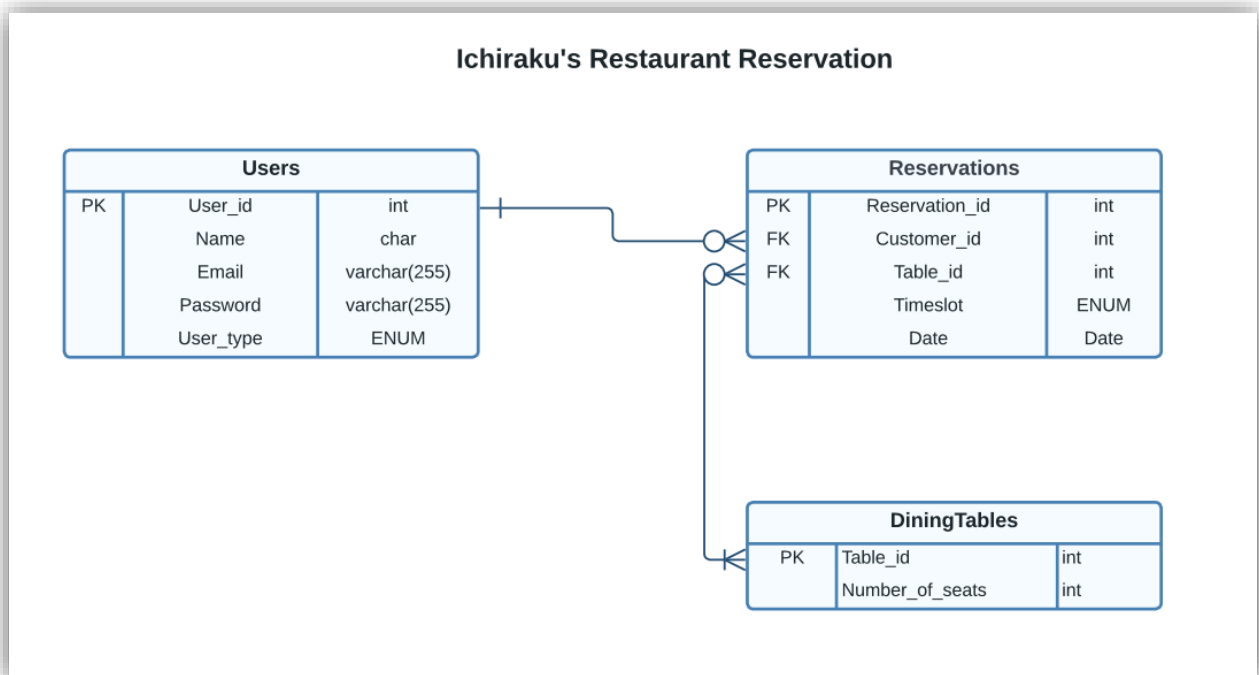 Ichiraku's Restaurant Reservation
Users
PK User_id int
Name char
Email varchar(255)
Password varchar(255)
User_type ENUM
Reservations
PK Reservation_id int
FK Customer_id int
FK Table_id int
Timeslot ENUM
Date Date
DiningTables
PK Table_id int
Number_of_seats int